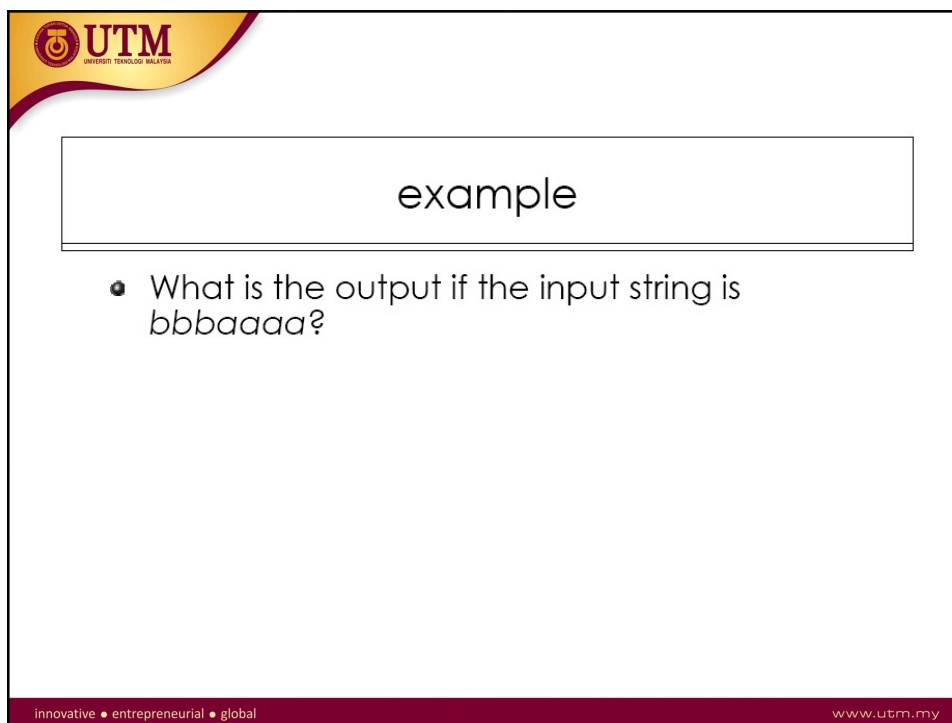 UTM
UNIVERSITI TEKNOLOGI MALAYSIA
example
What is the output if the input string is
bbbaaaa?
innovative ● entrepreneurial ● global
www.utm.my